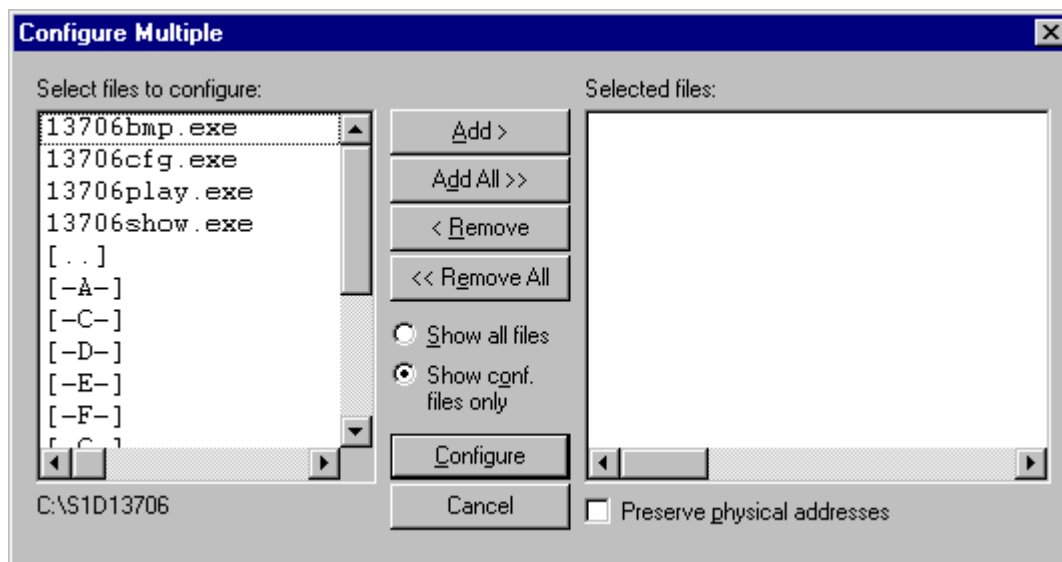 Configure Multiple
Select files to configure:
13706bmp.exe
13706cfg.exe
13706play.exe
13706show.exe
[..]
[-A-]
[-C-]
[-D-]
[-E-]
[-F-]
C:\S1D13706
Add >
Add All >>
< Remove
<< Remove All
Show all files
Show conf.
files only
Configure
Cancel
Selected files:
Preserve physical addresses